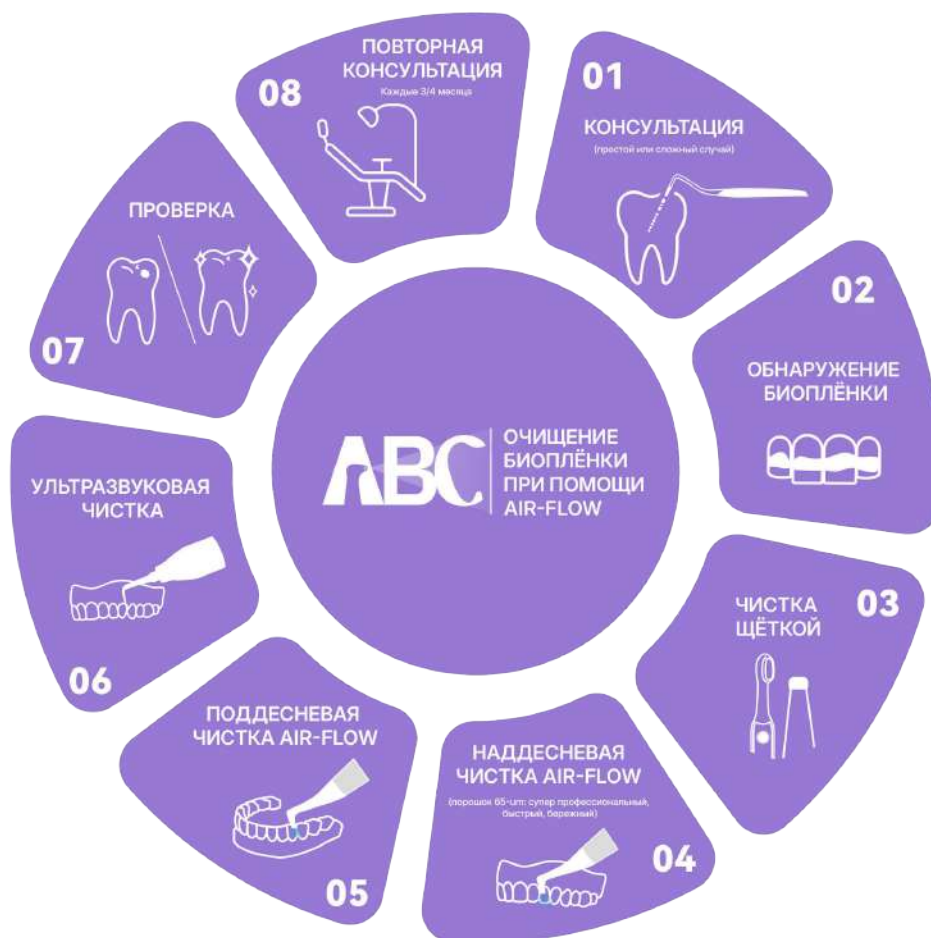 ABC
ОЧИЩЕНИЕ
БИОПЛЁНКИ
ПРИ ПОМОЩИ
AIR-FLOW
01
КОНСУЛЬТАЦИЯ
(простой или сложный случай)
02
ОБНАРУЖЕНИЕ
БИОПЛЁНКИ
03
ЧИСТКА
ЩЁТКОЙ
04
НАДДЕСНЕВАЯ
ЧИСТКА AIR-FLOW
(порошок 65-um: супер профессиональный,
быстрый, бережный)
05
ПОДДЕСНЕВАЯ
ЧИСТКА AIR-FLOW
06
УЛЬТРАЗВУКОВАЯ
ЧИСТКА
07
ПРОВЕРКА
08
ПОВТОРНАЯ
КОНСУЛЬТАЦИЯ
Каждые 3/4 месяца